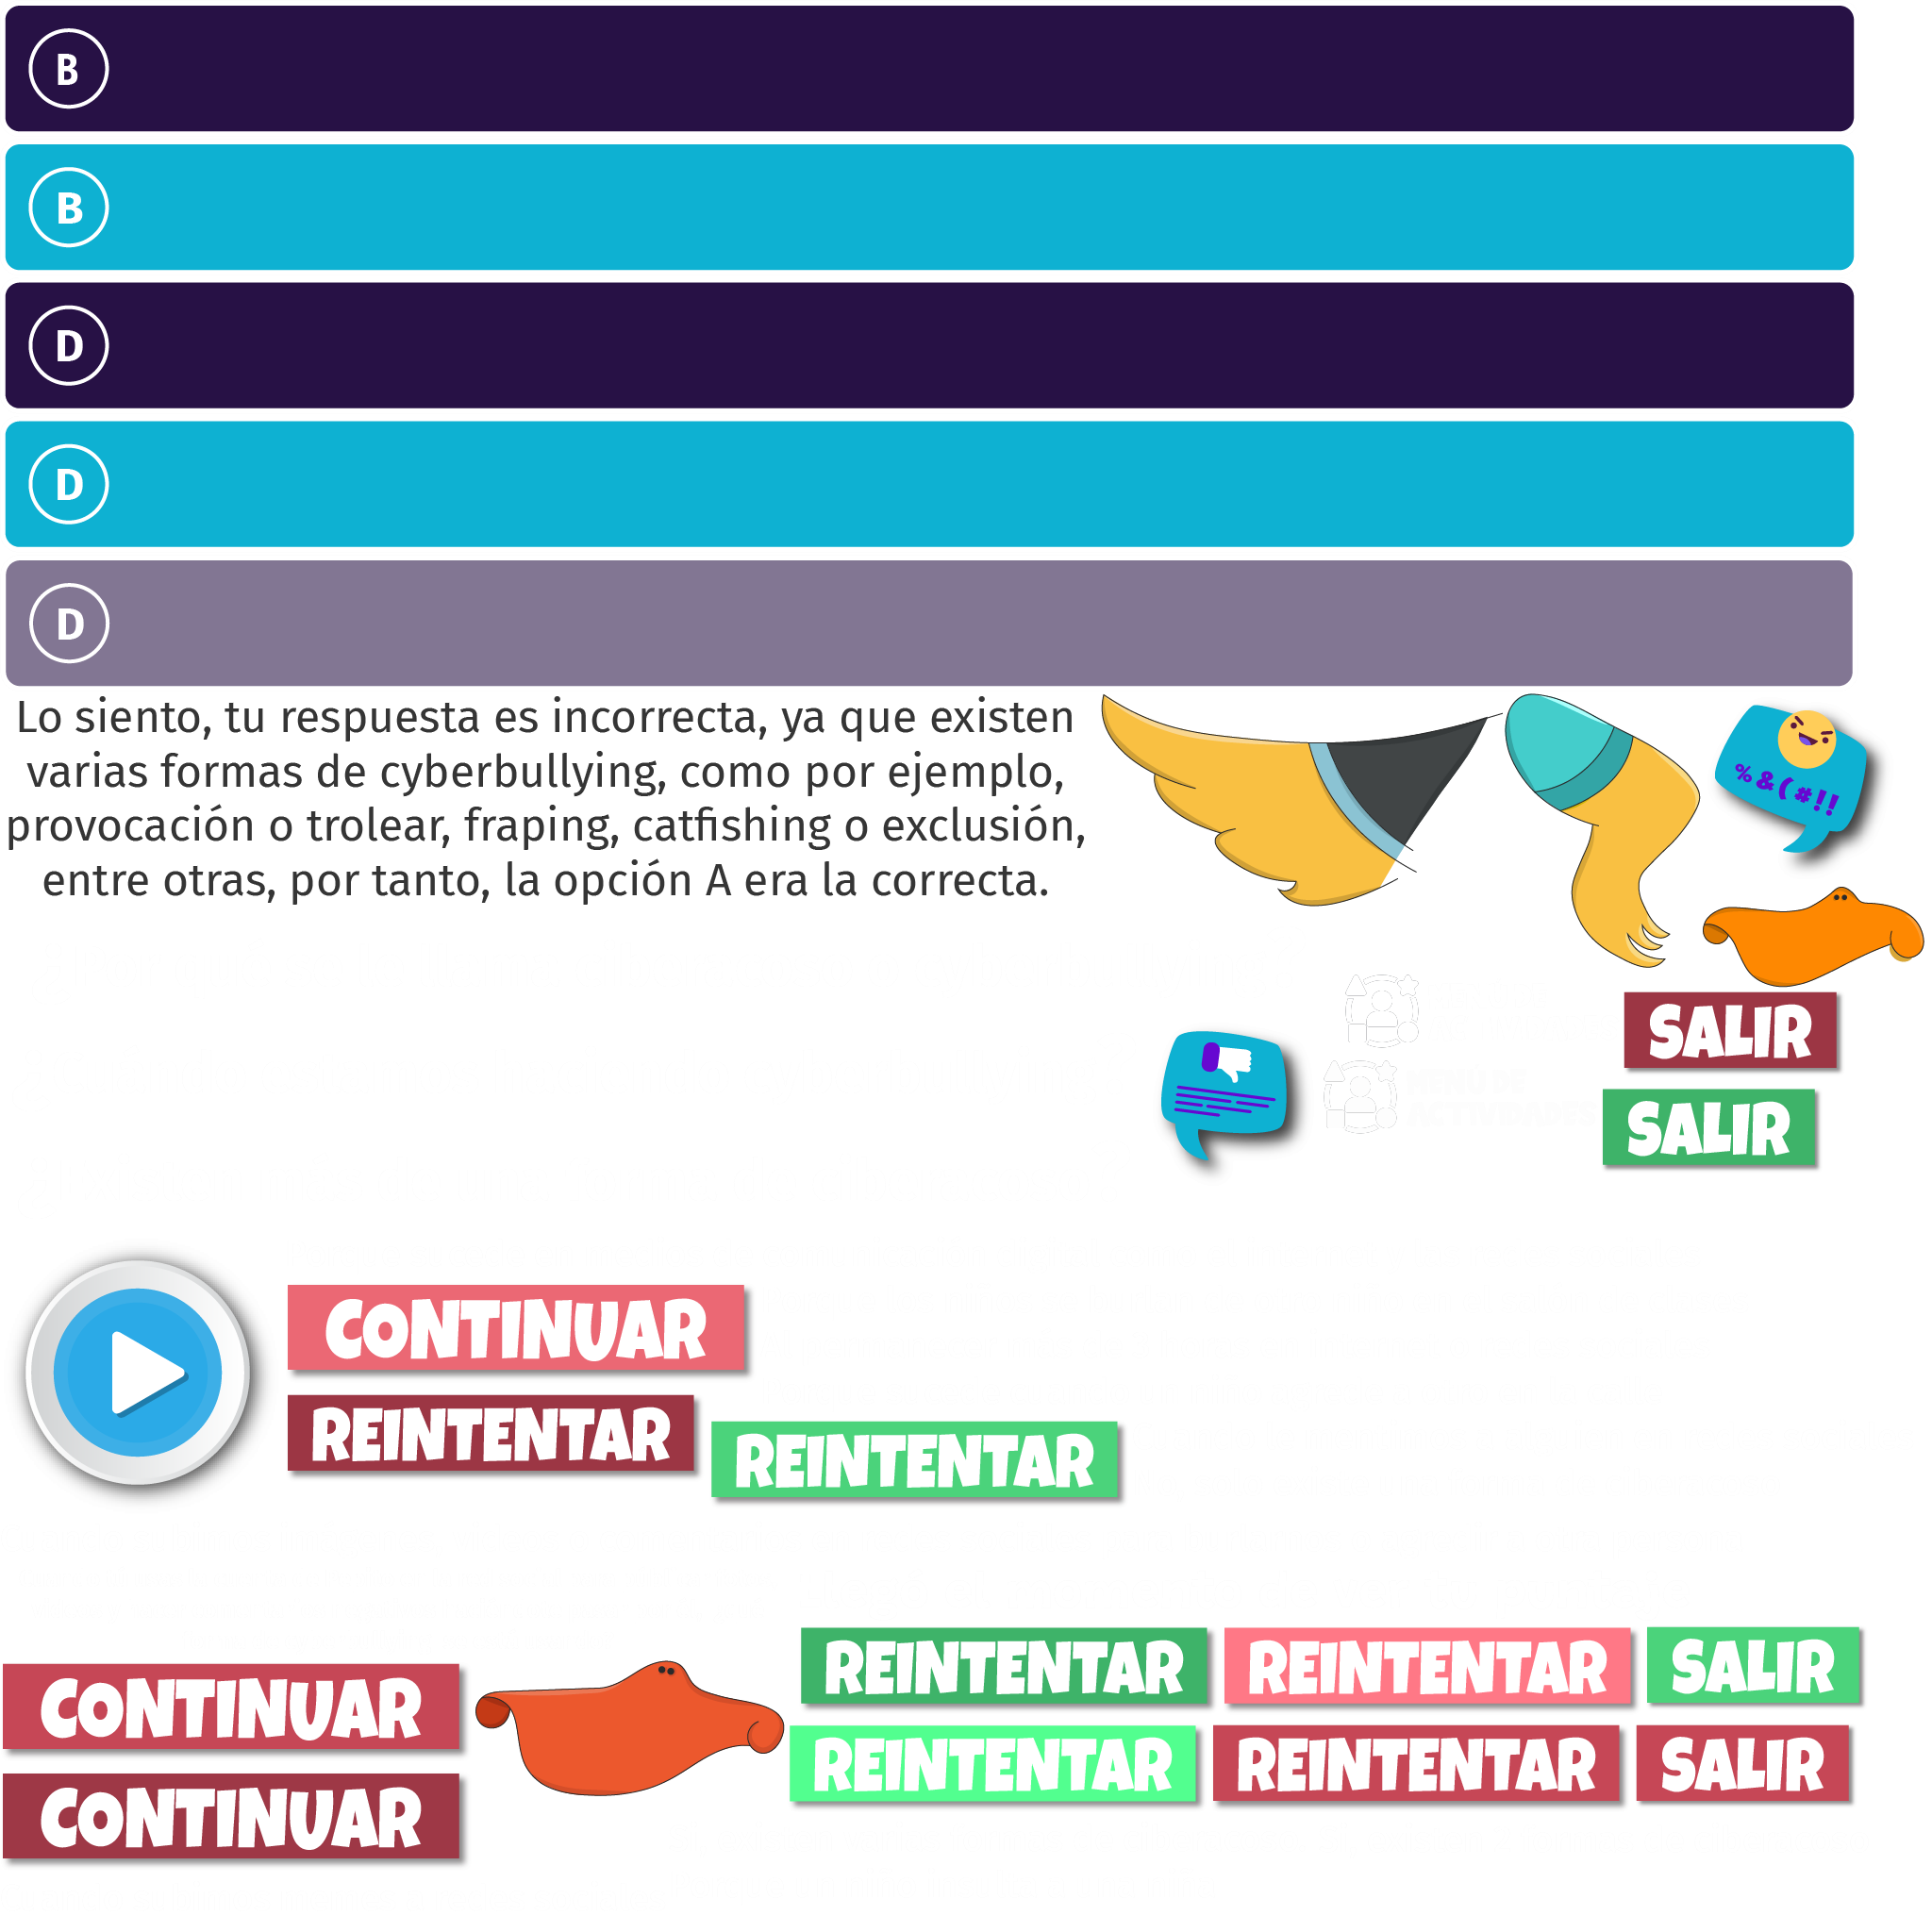 B
B
D
D
D
Lo siento, tu respuesta es incorrecta, ya que existen
varias formas de cyberbullying, como por ejemplo,
provocación o trolear, fraping, catfishing o exclusión,
entre otras, por tanto, la opción A era la correcta.
%&(#!!
SALIR
SALIR
CONTINUAR
REINTENTAR
REINTENTAR
REINTENTAR
REINTENTAR
SALIR
CONTINUAR
REINTENTAR
REINTENTAR
SALIR
CONTINUAR